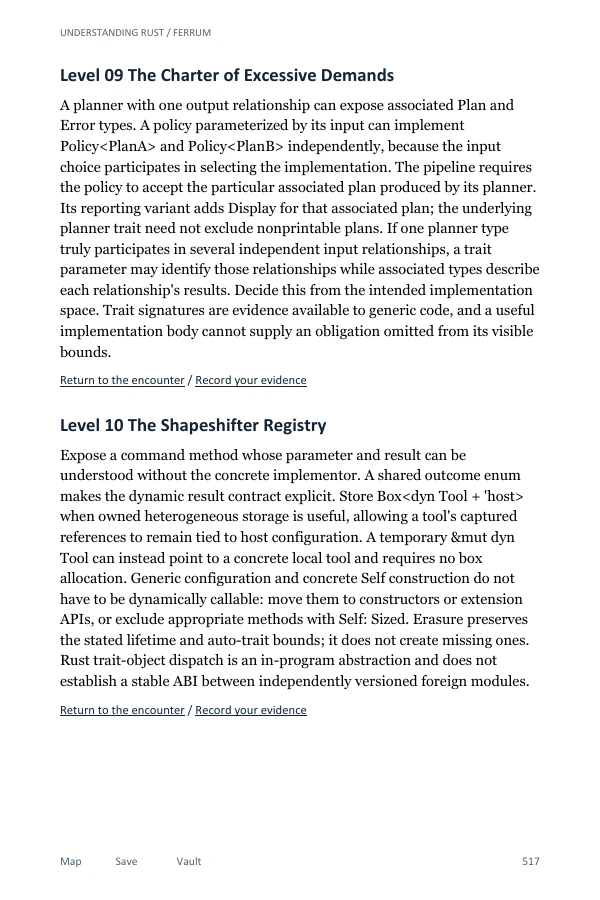 UNDERSTANDING RUST / FERRUM
Level 09 The Charter of Excessive Demands
A planner with one output relationship can expose associated Plan and
Error types. A policy parameterized by its input can implement
Policy<PlanA> and Policy<PlanB> independently, because the input
choice participates in selecting the implementation. The pipeline requires
the policy to accept the particular associated plan produced by its planner.
Its reporting variant adds Display for that associated plan; the underlying
planner trait need not exclude nonprintable plans. If one planner type
truly participates in several independent input relationships, a trait
parameter may identify those relationships while associated types describe
each relationship's results. Decide this from the intended implementation
space. Trait signatures are evidence available to generic code, and a useful
implementation body cannot supply an obligation omitted from its visible
bounds.
Return to the encounter / Record your evidence
Level 10 The Shapeshifter Registry
Expose a command method whose parameter and result can be
understood without the concrete implementor. A shared outcome enum
makes the dynamic result contract explicit. Store Box<dyn Tool + 'host>
when owned heterogeneous storage is useful, allowing a tool's captured
references to remain tied to host configuration. A temporary &mut dyn
Tool can instead point to a concrete local tool and requires no box
allocation. Generic configuration and concrete Self construction do not
have to be dynamically callable: move them to constructors or extension
APIs, or exclude appropriate methods with Self: Sized. Erasure preserves
the stated lifetime and auto-trait bounds; it does not create missing ones.
Rust trait-object dispatch is an in-program abstraction and does not
establish a stable ABI between independently versioned foreign modules.
Return to the encounter / Record your evidence
Map Save Vault 517